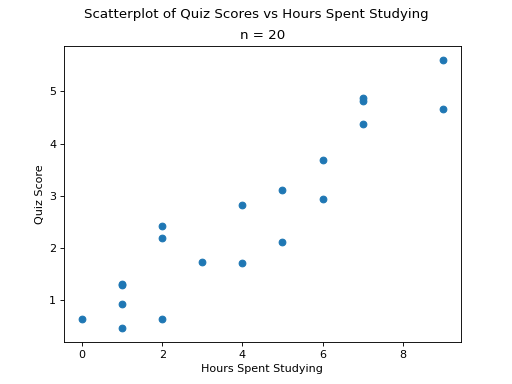 Scatterplot of Quiz Scores vs Hours Spent Studying
n = 20
Quiz Score
5
4
3
2
1
0 2 4 6 8
Hours Spent Studying